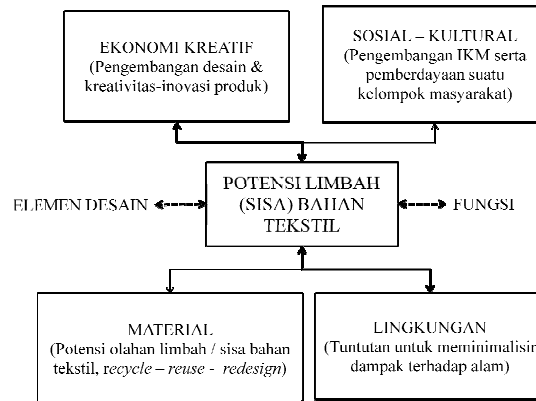 EKONOMI KREATIF
(Pengembangan desain &
kreativitas-inovasi produk)
SOSIAL – KULTURAL
(Pengembangan IKM serta
pemberdayaan suatu
kelompok masyarakat)
ELEMEN DESAIN
POTENSI LIMBAH
(SISA) BAHAN
TEKSTIL
FUNGSI
MATERIAL
(Potensi olahan limbah / sisa bahan
tekstil, recycle – reuse - redesign)
LINGKUNGAN
(Tuntutan untuk meminimalisir
dampak terhadap alam)